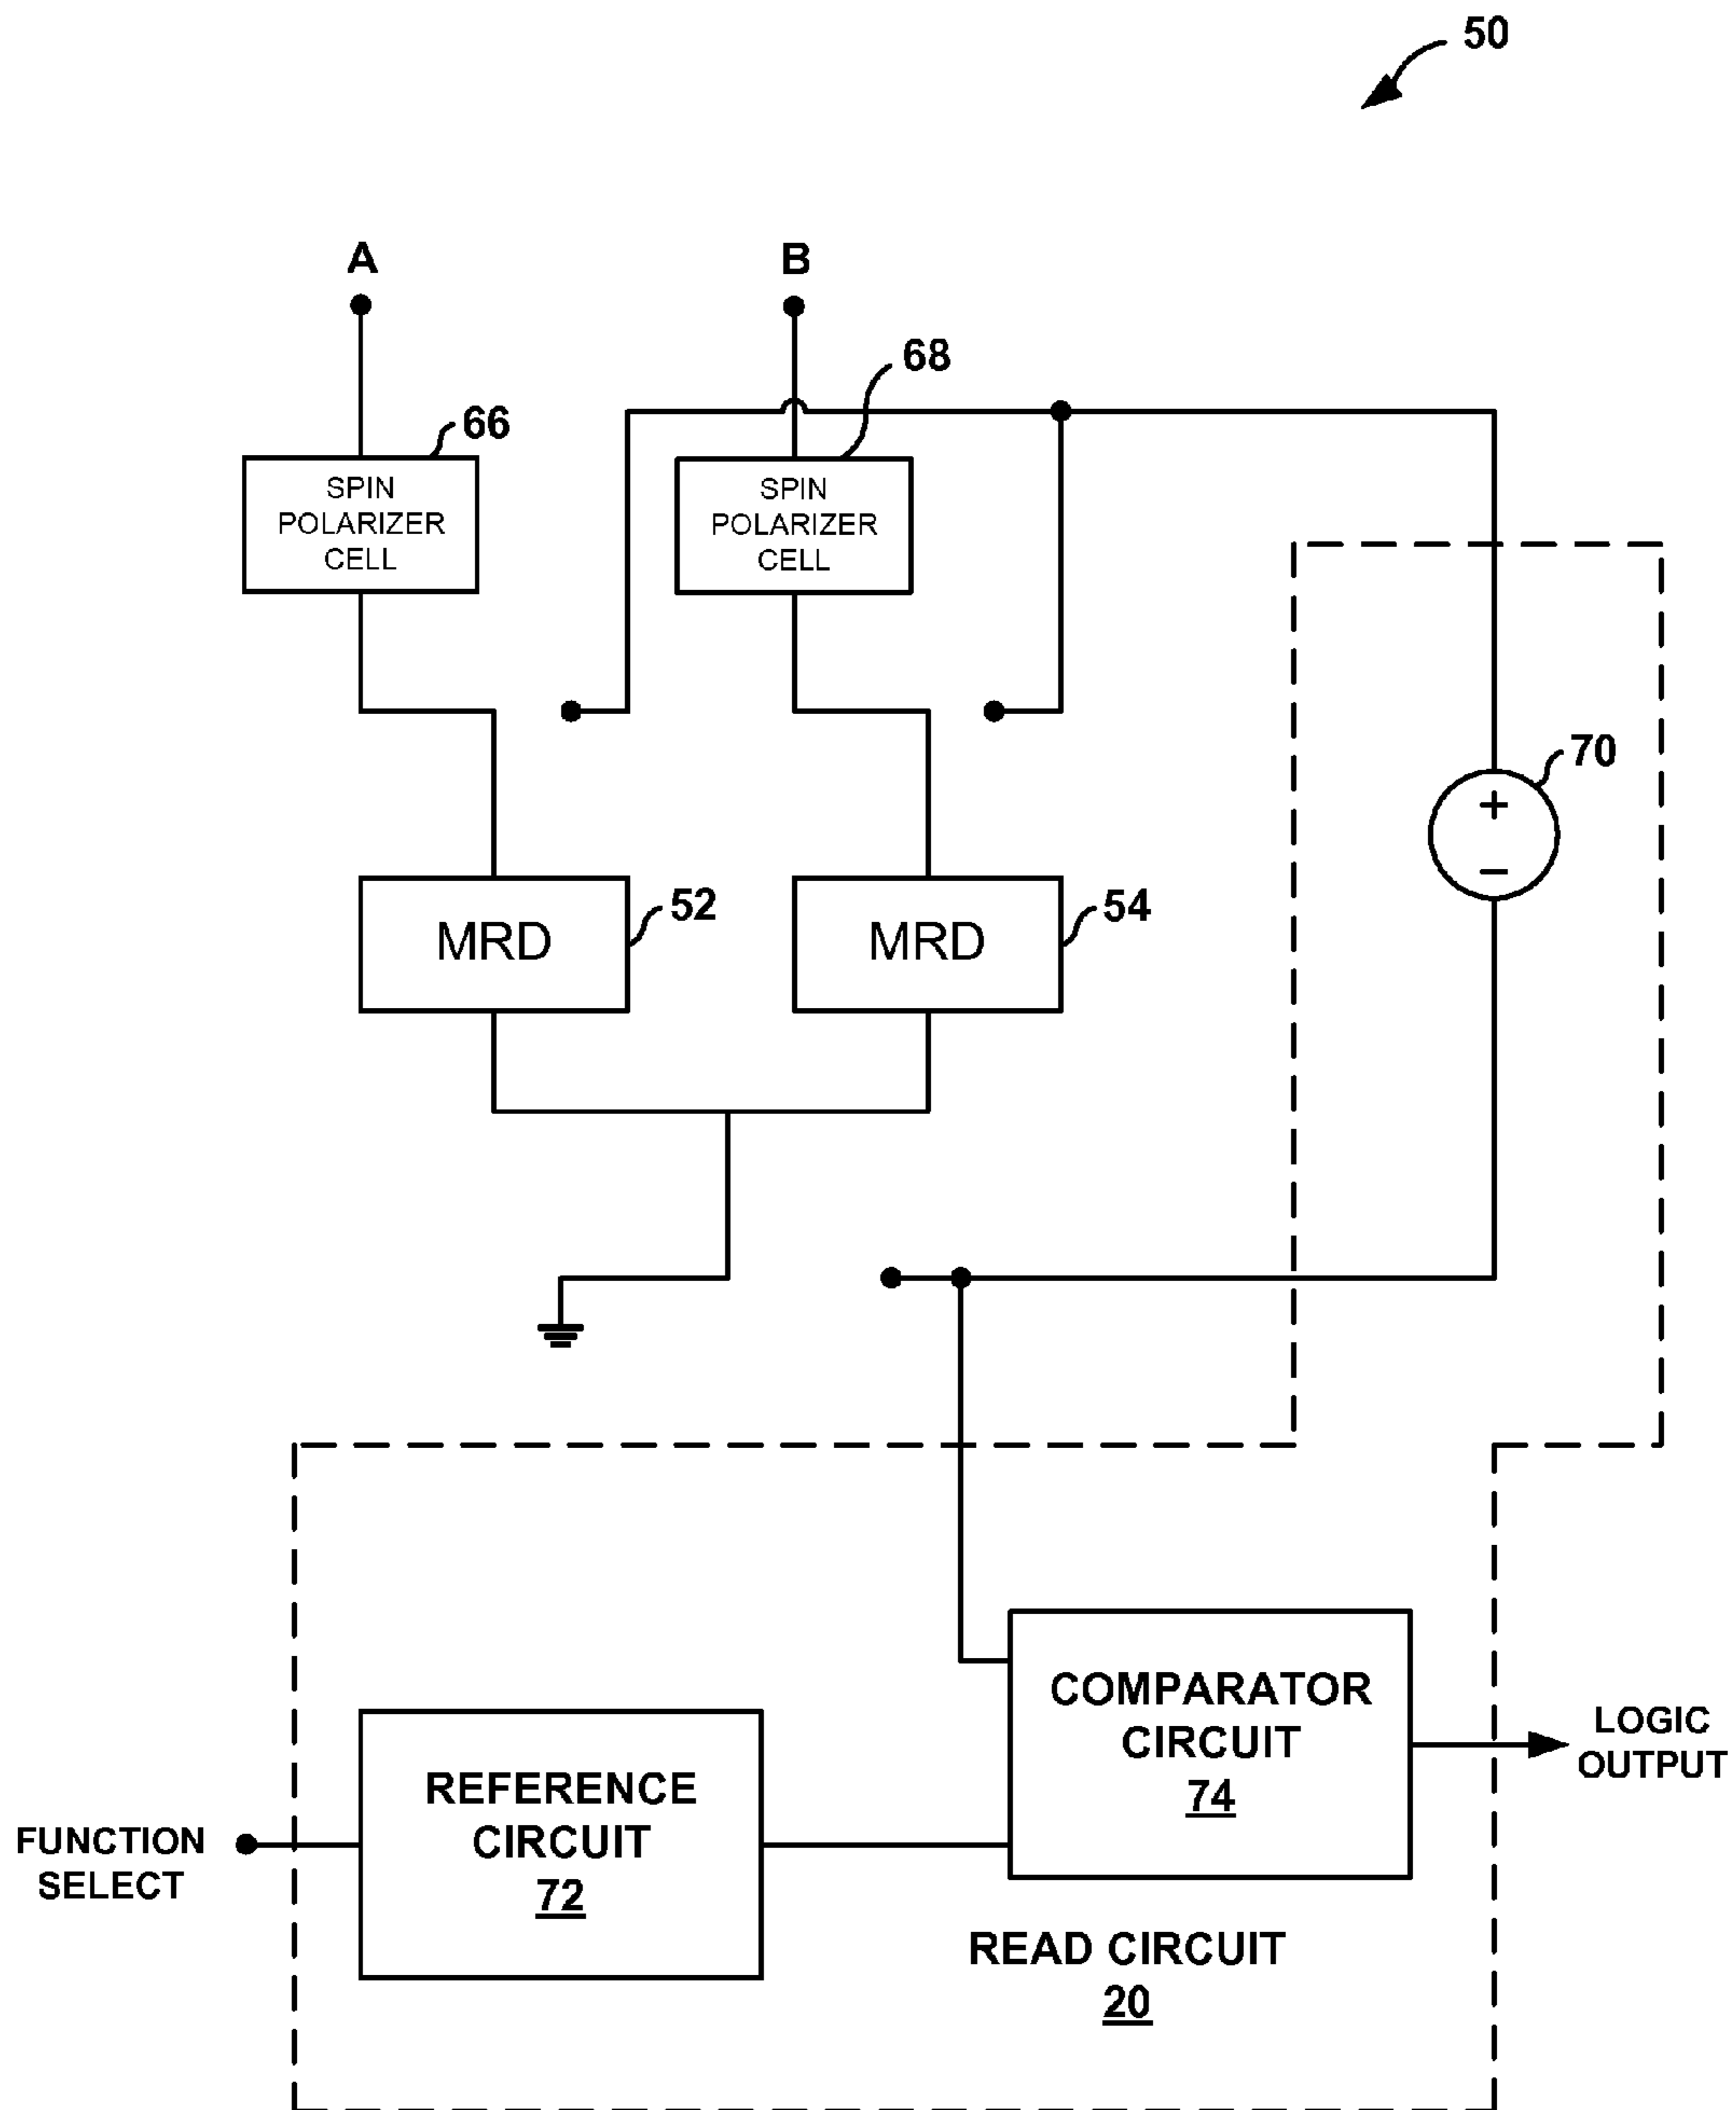 50
A
B
68
66
SPIN
POLARIZER
CELL
SPIN
POLARIZER
CELL
70
+
−
52
54
MRD
MRD
COMPARATOR
CIRCUIT
74
LOGIC
OUTPUT
REFERENCE
CIRCUIT
72
FUNCTION
SELECT
READ CIRCUIT
20